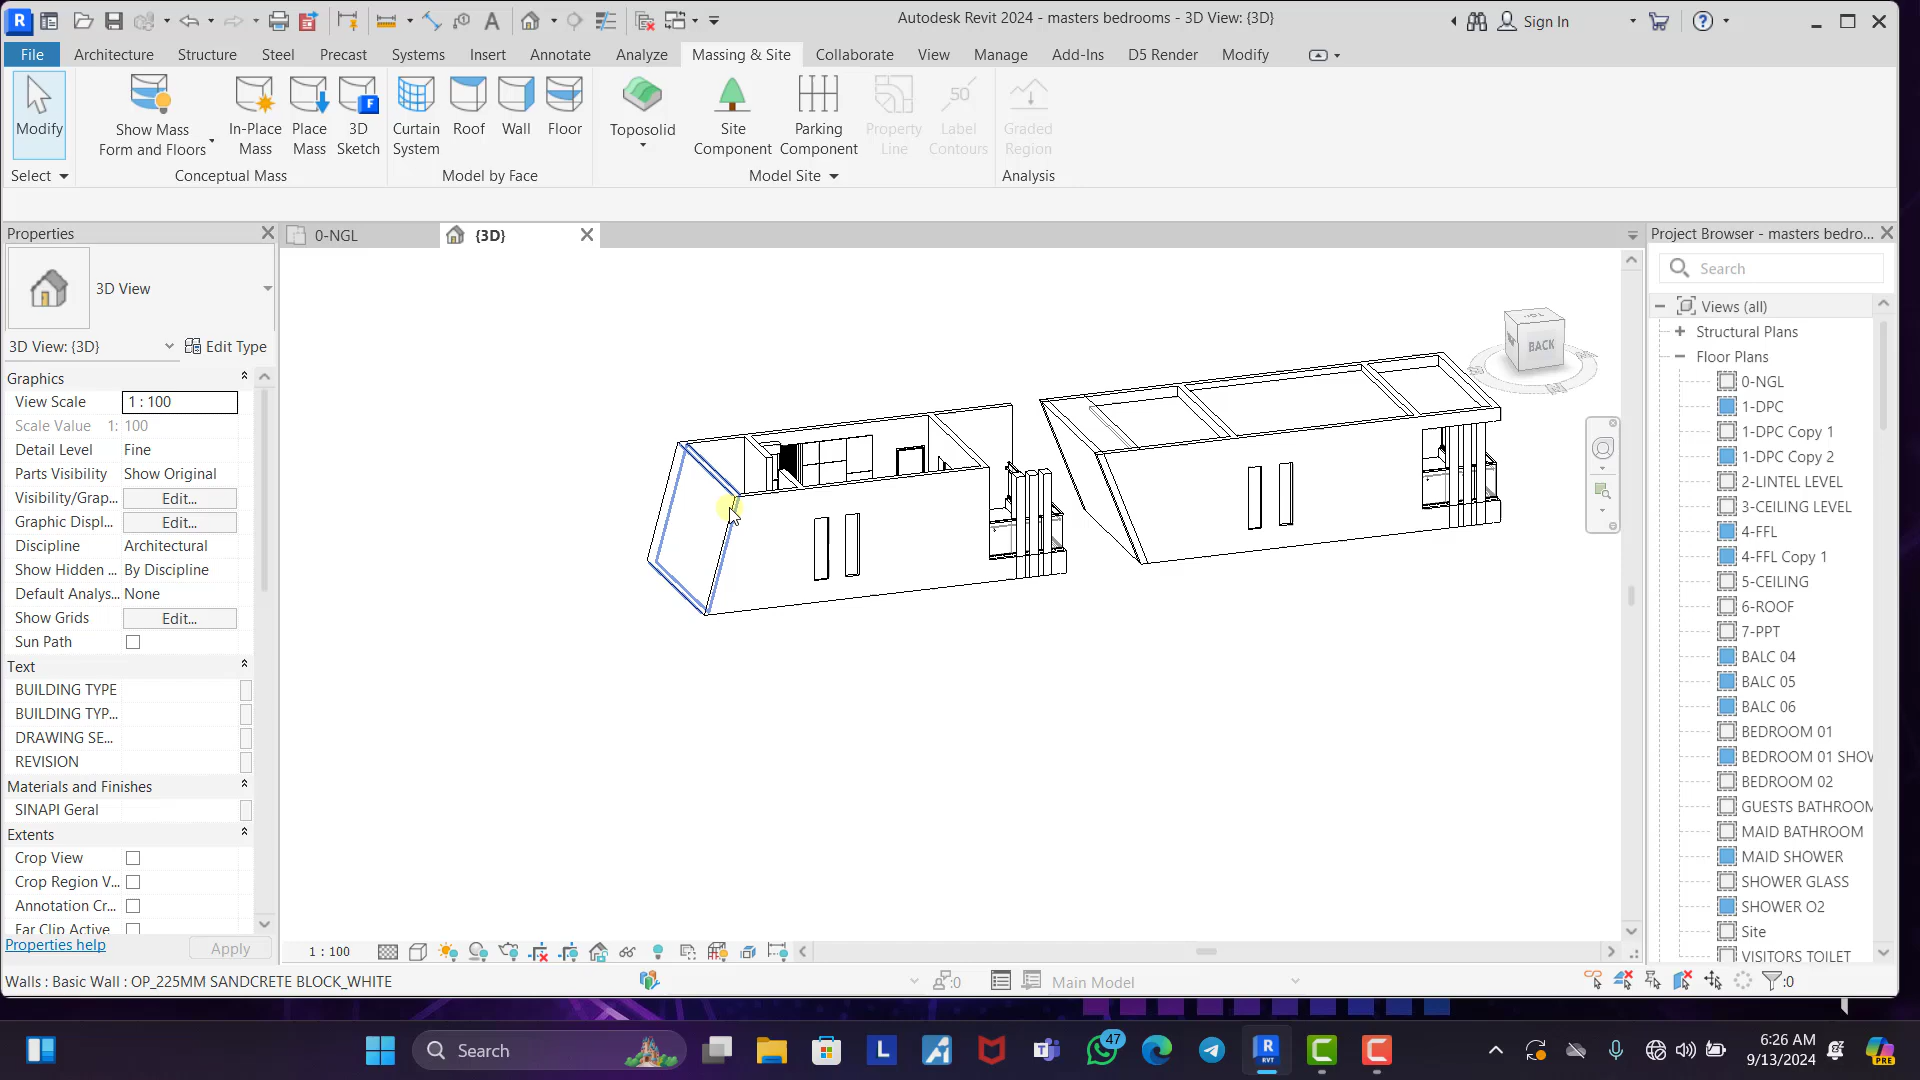 Autodesk Revit 2024 - masters bedrooms - 3D View: {3D}
Sign In
File Architecture Structure Steel Precast Systems Insert Annotate Analyze Massing & Site Collaborate View Manage Add-Ins D5 Render Modify
Modify
Show Mass
Form and Floors
In-Place
Mass
Place
Mass
3D
Sketch
Curtain
System
Roof
Wall
Floor
Toposolid
Site
Component
Parking
Component
Property
Line
50
Label
Contours
Graded
Region
Select
Conceptual Mass
Model by Face
Model Site
Analysis
Properties
3D View
3D View: {3D}
Edit Type
Graphics
View Scale 1 : 100
Scale Value 1: 100
Detail Level Fine
Parts Visibility Show Original
Visibility/Grap... Edit...
Graphic Displ... Edit...
Discipline Architectural
Show Hidden ... By Discipline
Default Analys... None
Show Grids Edit...
Sun Path
Text
BUILDING TYPE
BUILDING TYP...
DRAWING SE...
REVISION
Materials and Finishes
SINAPI Geral
Extents
Crop View
Crop Region V...
Annotation Cr...
Far Clip Active
Properties help
Apply
0-NGL
{3D}
BACK
Project Browser - masters bedro...
Search
Views (all)
Structural Plans
Floor Plans
0-NGL
1-DPC
1-DPC Copy 1
1-DPC Copy 2
2-LINTEL LEVEL
3-CEILING LEVEL
4-FFL
4-FFL Copy 1
5-CEILING
6-ROOF
7-PPT
BALC 04
BALC 05
BALC 06
BEDROOM 01
BEDROOM 01 SHOW
BEDROOM 02
GUESTS BATHROOM
MAID BATHROOM
MAID SHOWER
SHOWER GLASS
SHOWER O2
Site
VISITORS TOILET
1 : 100
Walls : Basic Wall : OP_225MM SANDCRETE BLOCK_WHITE
:0
Main Model
:0
Search
47
6:26 AM
9/13/2024